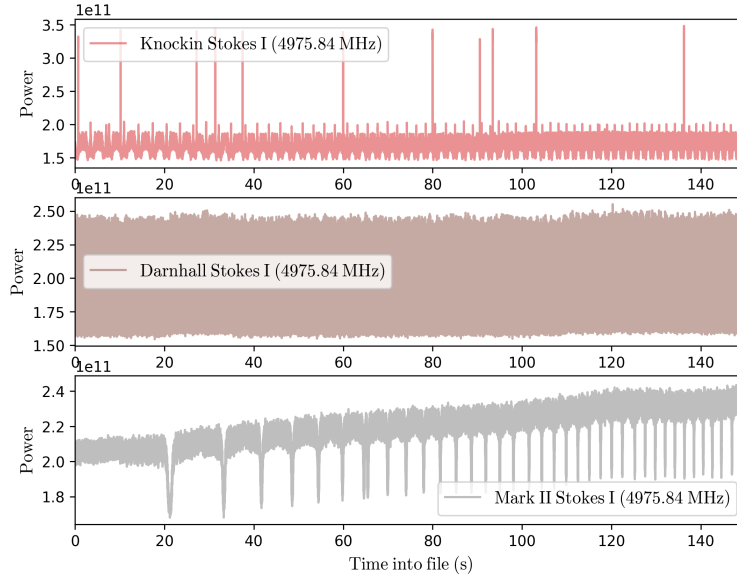 1e11
3.5
3.0
2.5
2.0
1.5
Power
Knockin Stokes I (4975.84 MHz)
0 20 40 60 80 100 120 140
1e11
2.50
2.25
2.00
1.75
1.50
Power
Darnhall Stokes I (4975.84 MHz)
0 20 40 60 80 100 120 140
1e11
2.4
2.2
2.0
1.8
Power
Mark II Stokes I (4975.84 MHz)
0 20 40 60 80 100 120 140
Time into file (s)